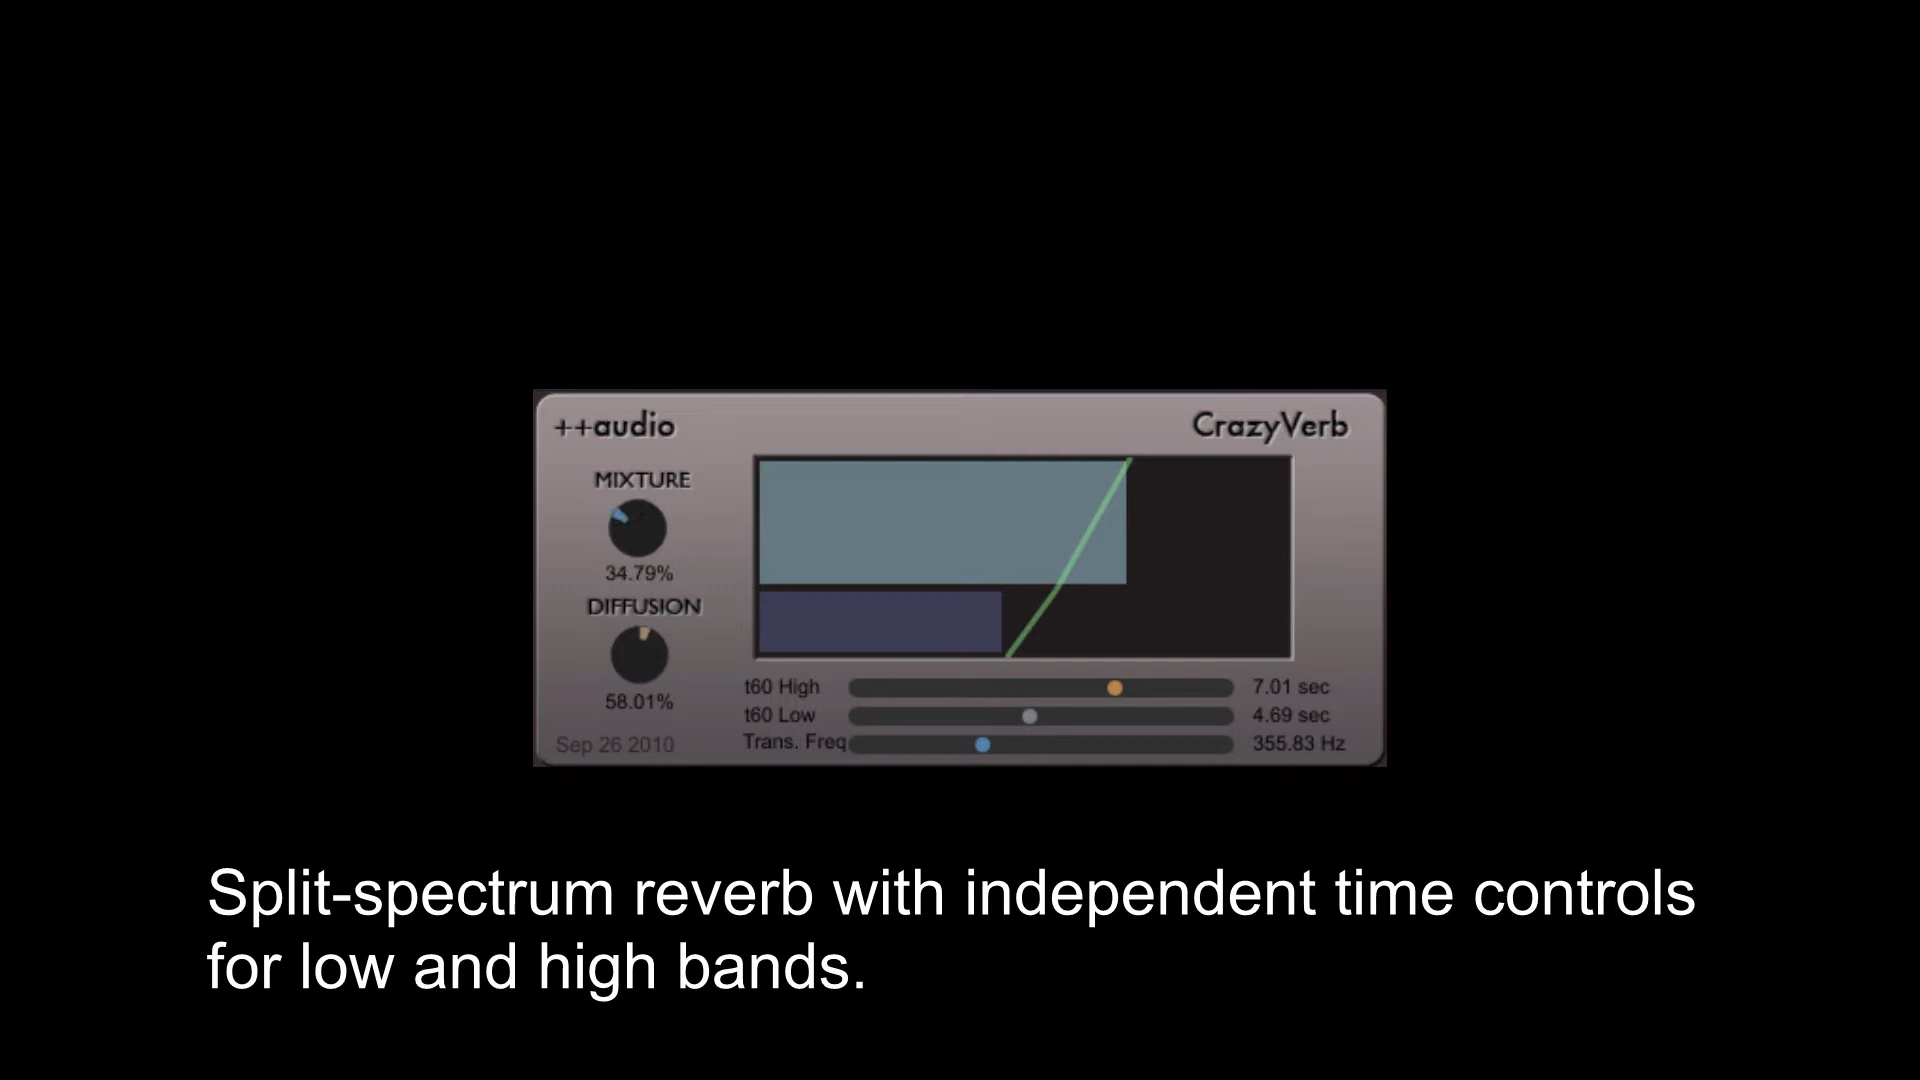 ++audio CrazyVerb
MIXTURE
34.79%
DIFFUSION
58.01%
t60 High 7.01 sec
t60 Low 4.69 sec
Trans. Freq 355.83 Hz
Sep 26 2010
Split-spectrum reverb with independent time controls
for low and high bands.